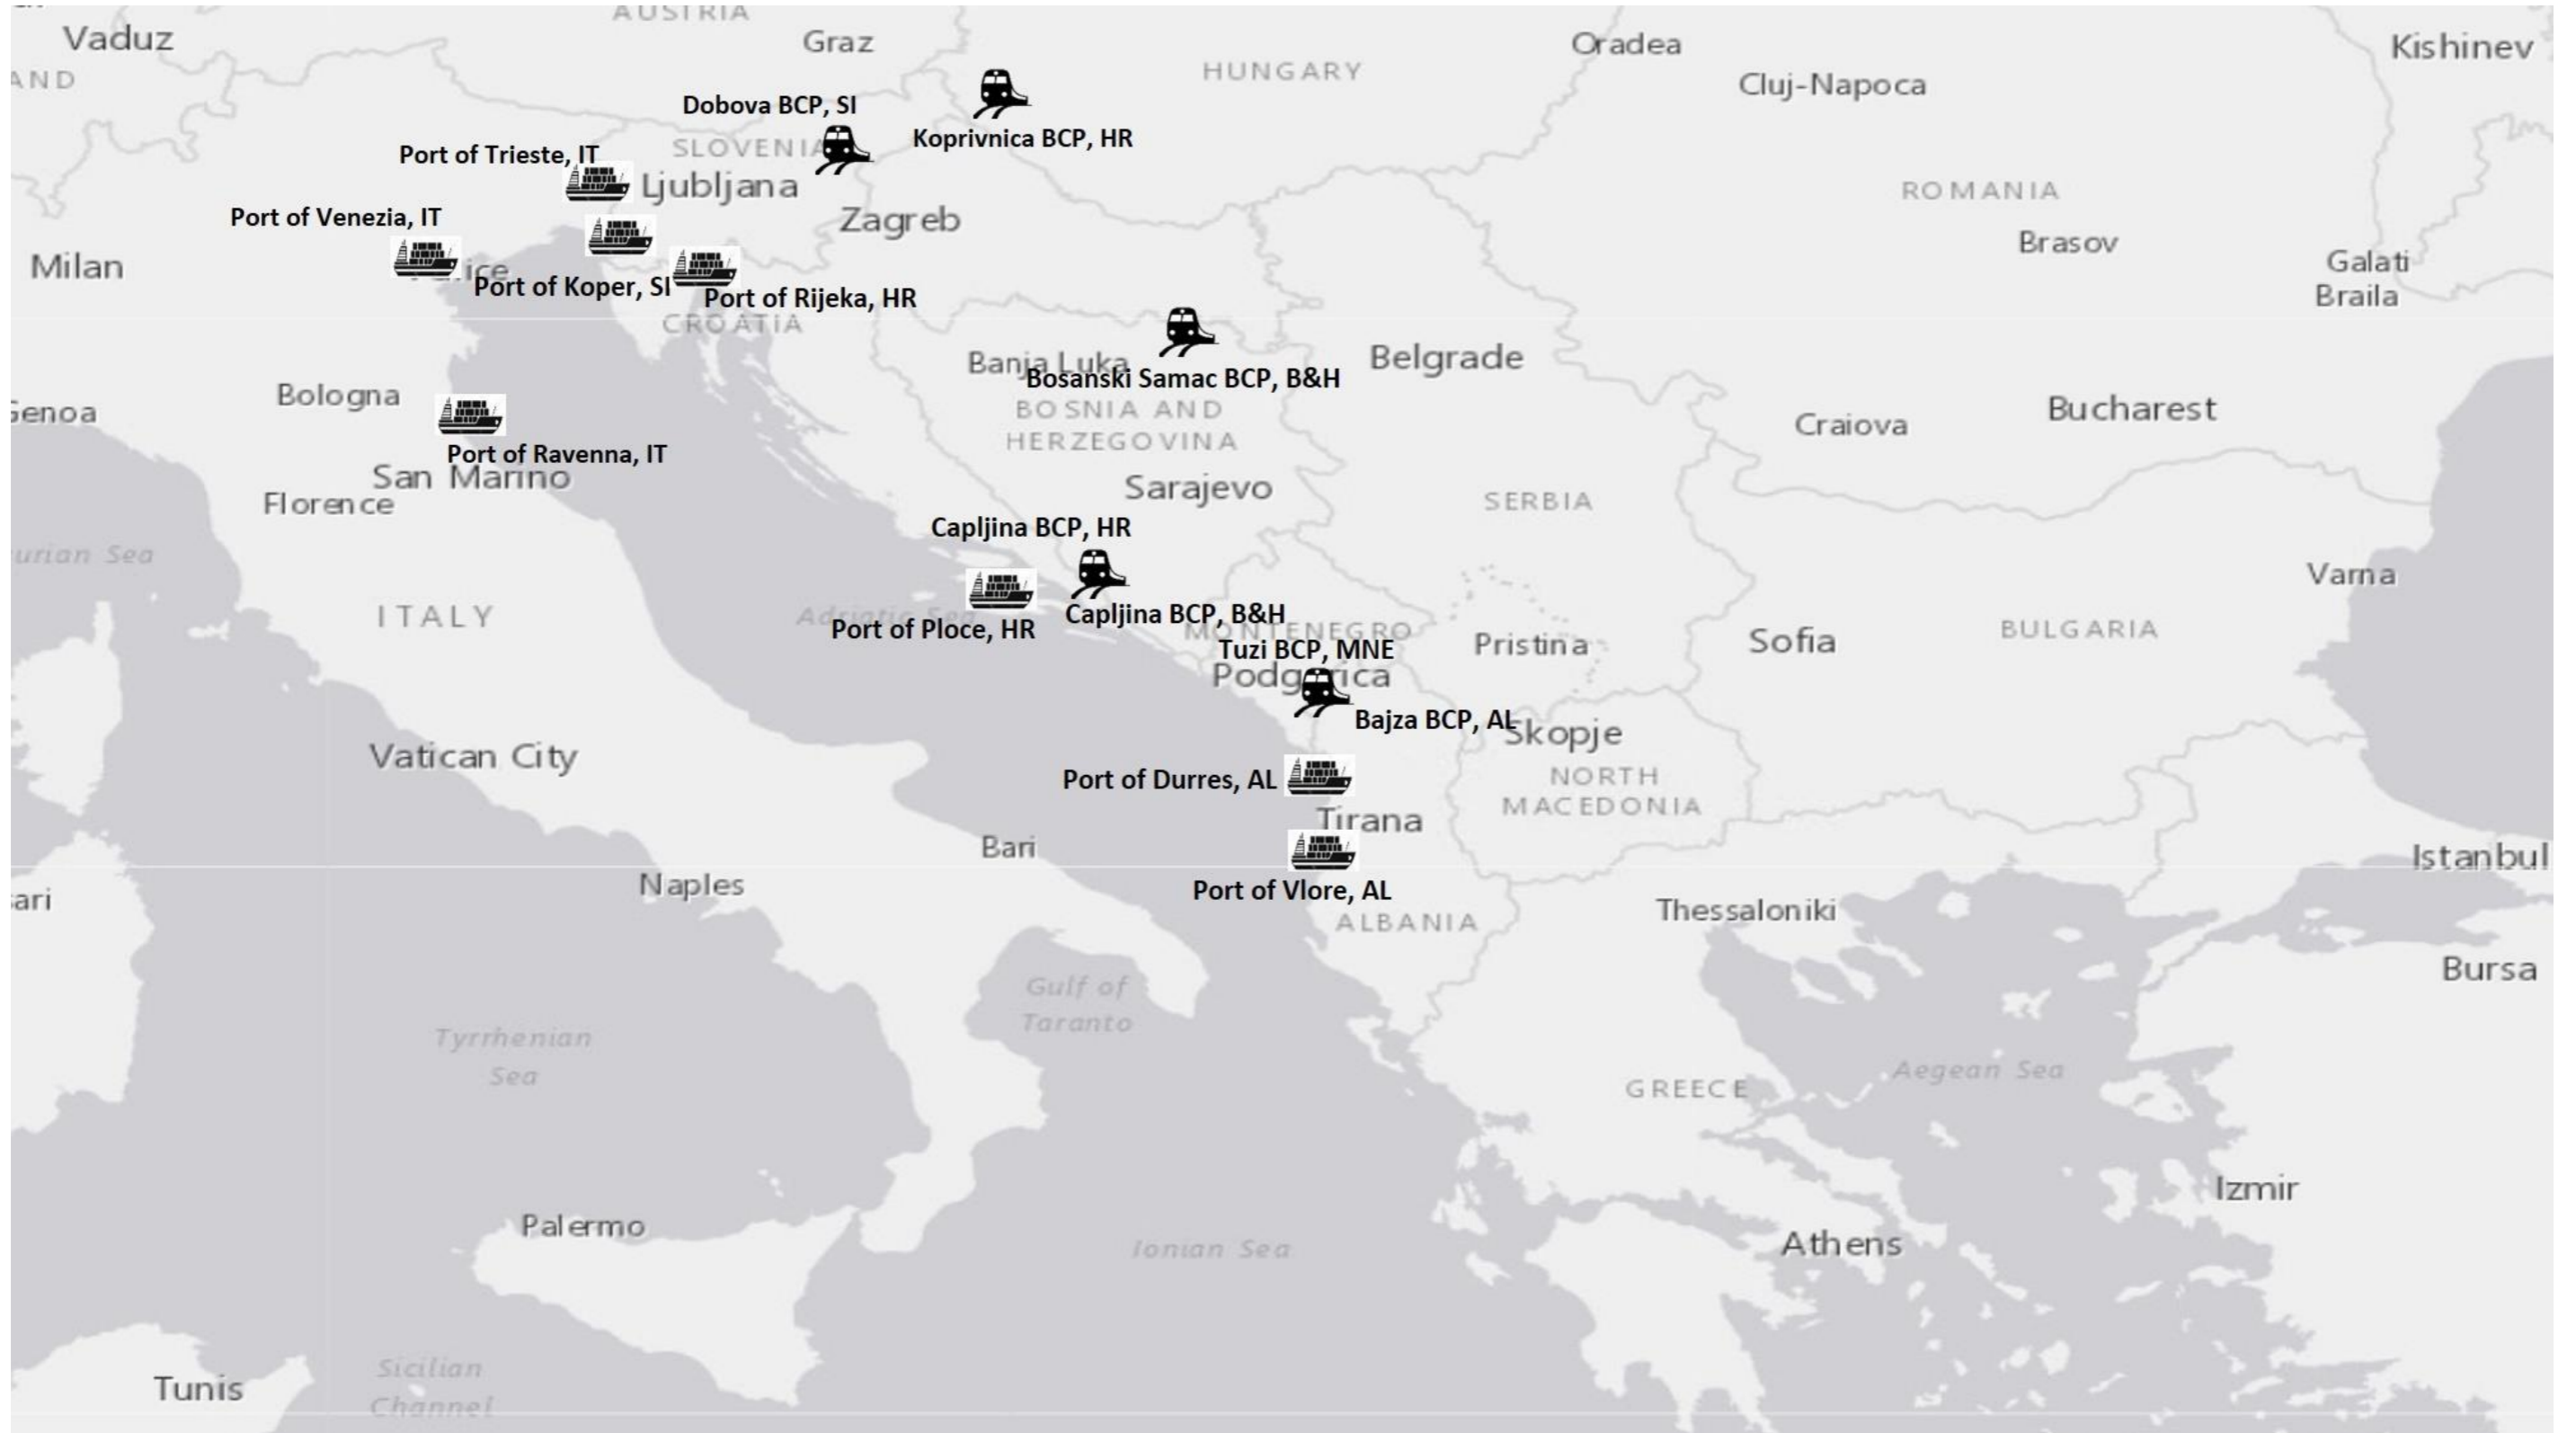 AUSTRIA
Vaduz
Graz
Oradea
Kishinev
AND
HUNGARY
Cluj-Napoca
Dobova BCP, SI
Koprivnica BCP, HR
Port of Trieste, IT
SLOVENIA
Ljubljana
ROMANIA
Port of Venezia, IT
Zagreb
Brasov
Milan
Galati
Port of Koper, SI
Port of Rijeka, HR
Braila
CROATIA
Banja Luka
Belgrade
Bosanski Samac BCP, B&H
Bologna
BOSNIA AND
HERZEGOVINA
Bucharest
Genoa
Craiova
Port of Ravenna, IT
San Marino
Florence
Sarajevo
SERBIA
Capljina BCP, HR
urian Sea
Varna
ITALY
Adriatic Sea
Port of Ploce, HR
Capljina BCP, B&H
MONTENEGRO
Pristina
Sofia
BULGARIA
Tuzi BCP, MNE
Podgorica
Bajza BCP, AL
Skopje
Vatican City
Port of Durres, AL
NORTH
MACEDONIA
Tirana
Bari
Istanbul
Naples
Port of Vlore, AL
ari
Thessaloniki
ALBANIA
Bursa
Gulf of
Taranto
Tyrrhenian
Sea
Aegean Sea
GREECE
Izmir
Palermo
Ionian Sea
Athens
Sicilian
Channel
Tunis